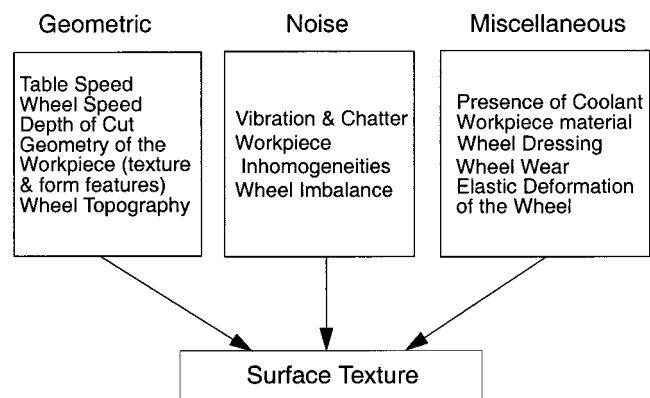 Geometric
Table Speed
Wheel Speed
Depth of Cut
Geometry of the
Workpiece (texture
& form features)
Wheel Topography
Noise
Vibration & Chatter
Workpiece
Inhomogeneities
Wheel Imbalance
Miscellaneous
Presence of Coolant
Workpiece material
Wheel Dressing
Wheel Wear
Elastic Deformation
of the Wheel
Surface Texture